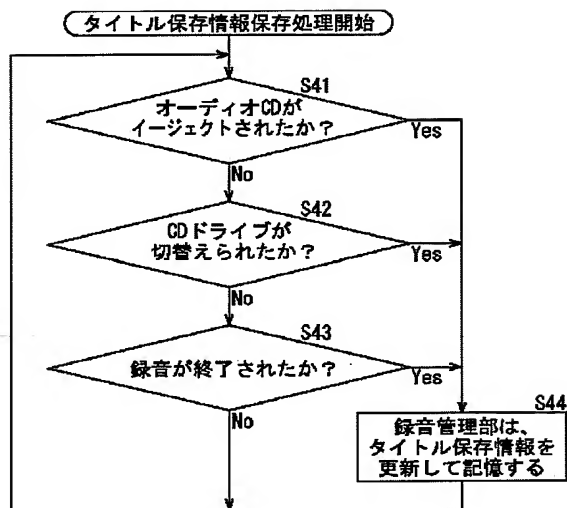 タイトル保存情報保存処理開始
S41
オーディオCDが
イージェクトされたか？
Yes
No
S42
CDドライブが
切替えられたか？
Yes
No
S43
録音が終了されたか？
Yes
No
S44
録音管理部は、
タイトル保存情報を
更新して記憶する